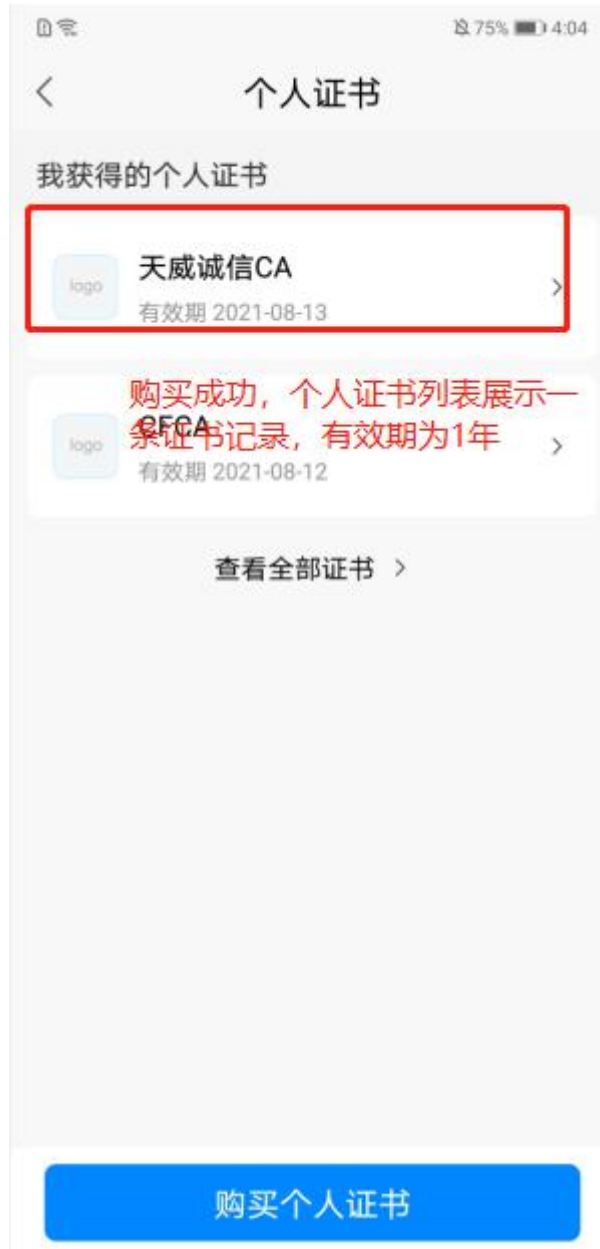 75% 4:04
个人证书
我获得的个人证书
logo
天威诚信CA
有效期 2021-08-13
购买成功，个人证书列表展示一
条证书记录，有效期为1年
logo
CFCA
有效期 2021-08-12
查看全部证书
购买个人证书